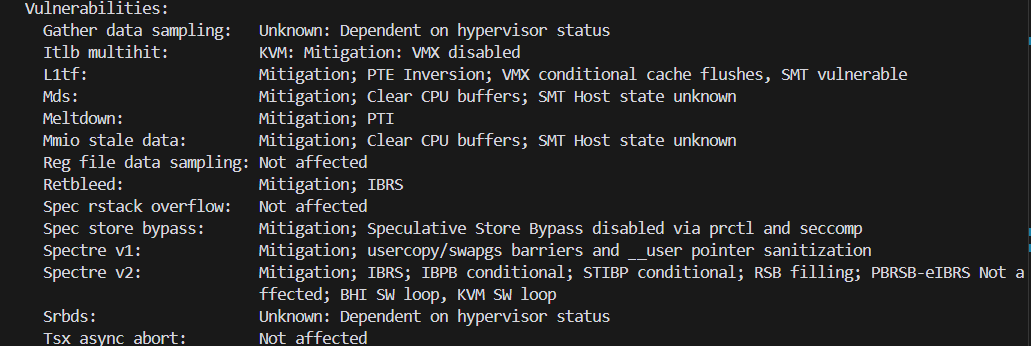 Vulnerabilities:
Gather data sampling: Unknown: Dependent on hypervisor status
Itlb multihit: KVM: Mitigation: VMX disabled
L1tf: Mitigation; PTE Inversion; VMX conditional cache flushes, SMT vulnerable
Mds: Mitigation; Clear CPU buffers; SMT Host state unknown
Meltdown: Mitigation; PTI
Mmio stale data: Mitigation; Clear CPU buffers; SMT Host state unknown
Reg file data sampling: Not affected
Retbleed: Mitigation; IBRS
Spec rstack overflow: Not affected
Spec store bypass: Mitigation; Speculative Store Bypass disabled via prctl and seccomp
Spectre v1: Mitigation; usercopy/swapgs barriers and __user pointer sanitization
Spectre v2: Mitigation; IBRS; IBPB conditional; STIBP conditional; RSB filling; PBRSB-eIBRS Not a
ffected; BHI SW loop, KVM SW loop
Srbds: Unknown: Dependent on hypervisor status
Tsx async abort: Not affected